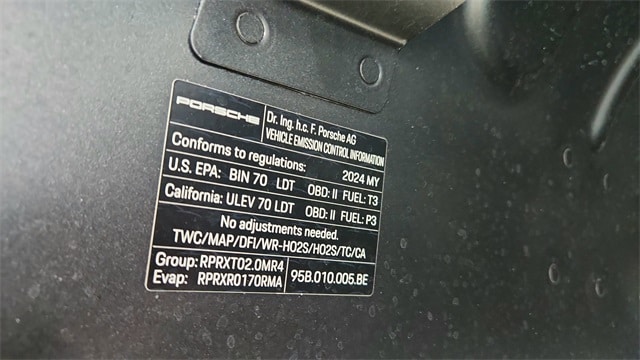 PORSCHE
Dr. Ing. h.c. F. Porsche AG
VEHICLE EMISSION CONTROL INFORMATION
Conforms to regulations: 2024 MY
U.S. EPA: BIN 70 LDT OBD: II FUEL: T3
California: ULEV 70 LDT OBD: II FUEL: P3
No adjustments needed.
TWC/MAP/DFI/WR-HO2S/HO2S/TC/CA
Group: RPRXT02.0MR4
Evap: RPRXR0170RMA
95B.010.005.BE